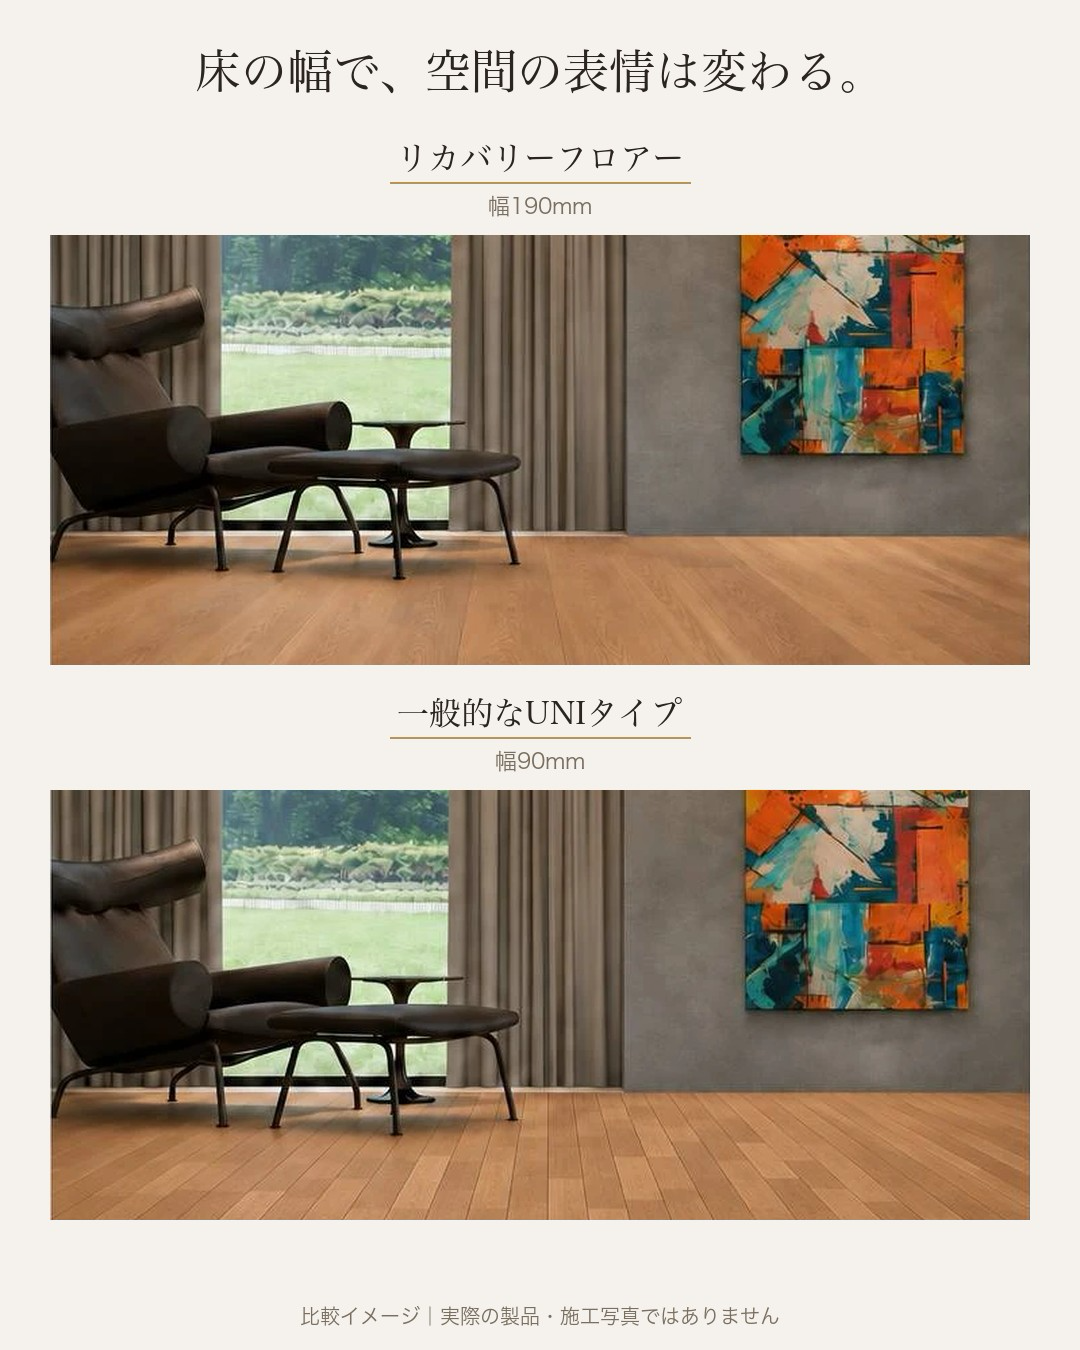 床の幅で、空間の表情は変わる。
リカバリーフロアー
幅190mm
一般的なUNIタイプ
幅90mm
比較イメージ｜実際の製品・施工写真ではありません